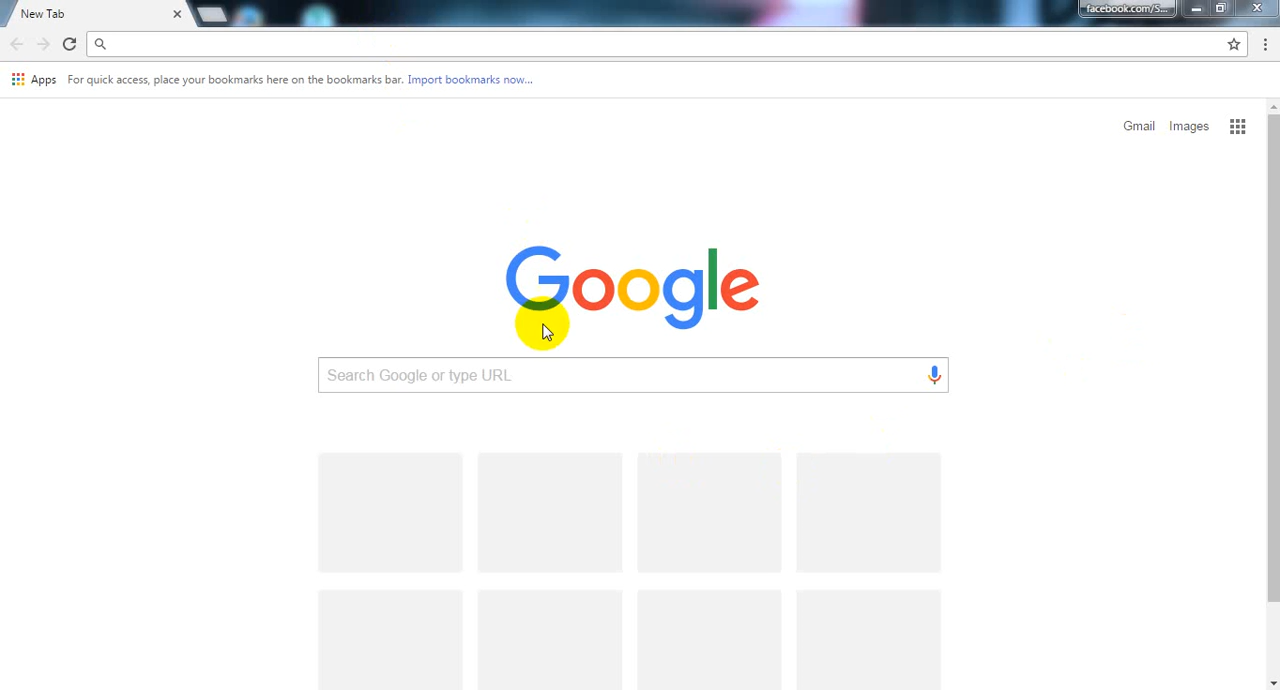 New Tab
facebook.com/S...
Apps For quick access, place your bookmarks here on the bookmarks bar. Import bookmarks now...
Gmail Images
Google
Search Google or type URL